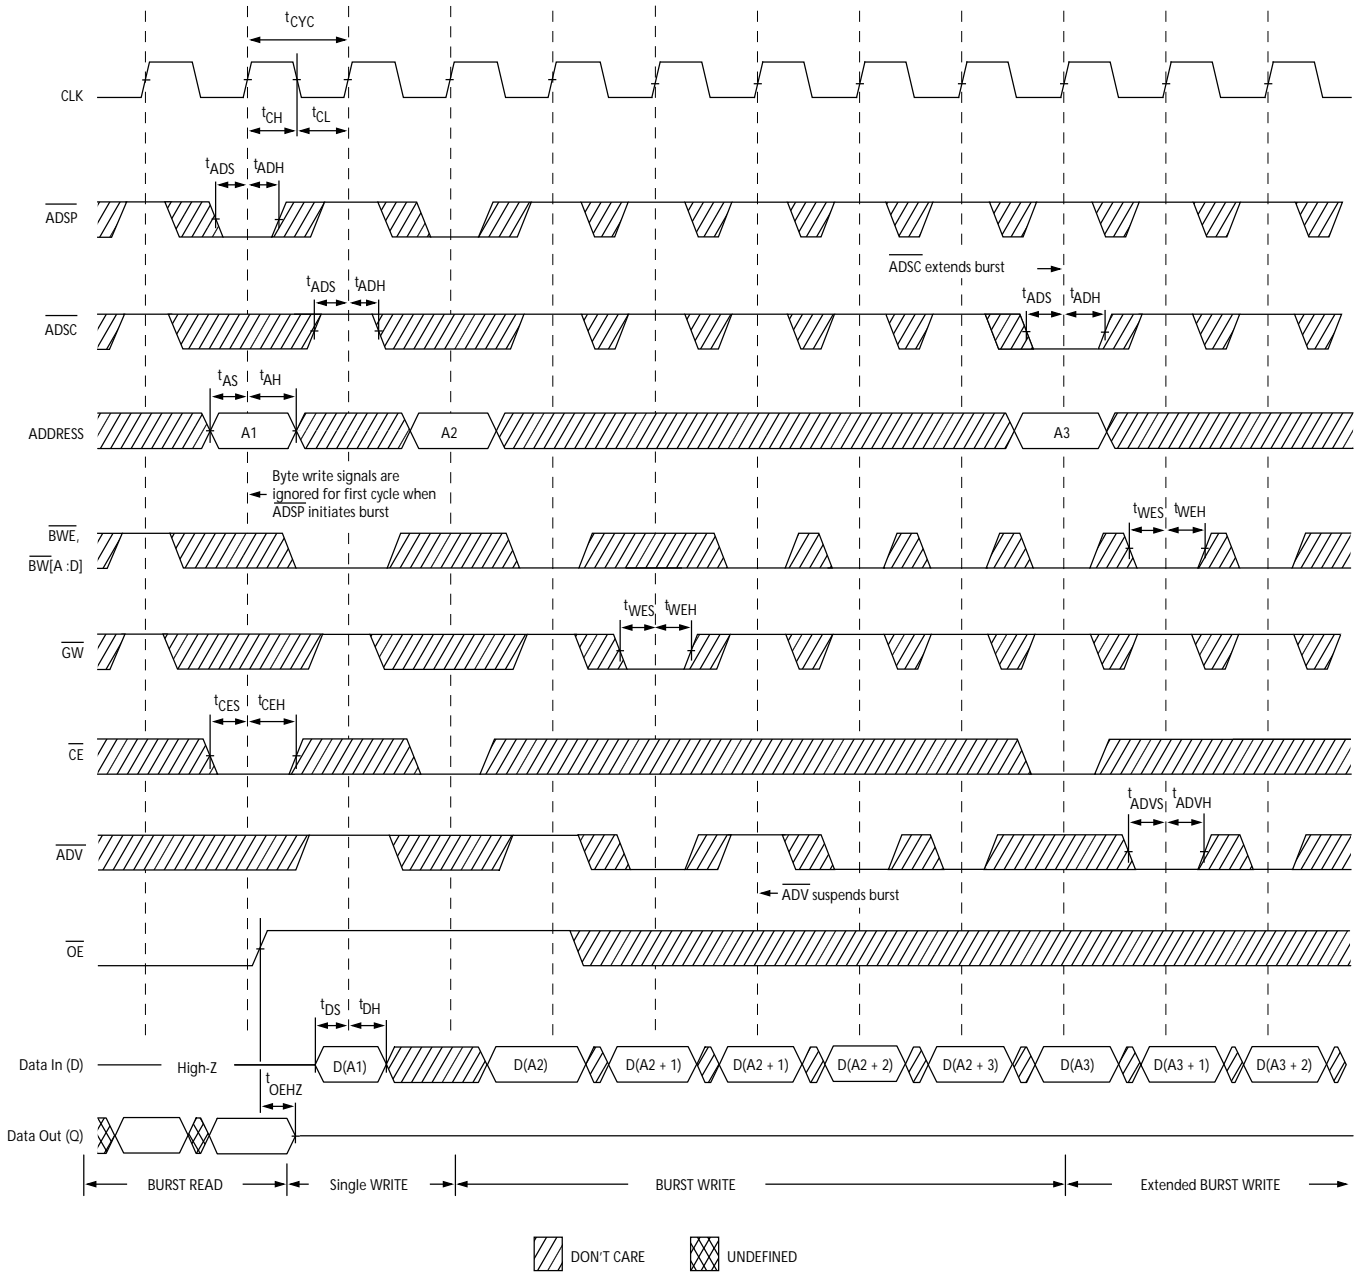 tCYC
CLK
tCH
tCL
tADS
tADH
ADSP
ADSC extends burst
tADS
tADH
tADS
tADH
ADSC
tAS
tAH
ADDRESS
A1
A2
A3
Byte write signals are
ignored for first cycle when
ADSP initiates burst
BWE,
BW[A :D]
tWES
tWEH
tWES
tWEH
GW
tCES
tCEH
CE
tADVS
tADVH
ADV
ADV suspends burst
OE
tDS
tDH
Data In (D)
High-Z
D(A1)
D(A2)
D(A2 + 1)
D(A2 + 1)
D(A2 + 2)
D(A2 + 3)
D(A3)
D(A3 + 1)
D(A3 + 2)
tOEHZ
Data Out (Q)
BURST READ
Single WRITE
BURST WRITE
Extended BURST WRITE
DON'T CARE
UNDEFINED